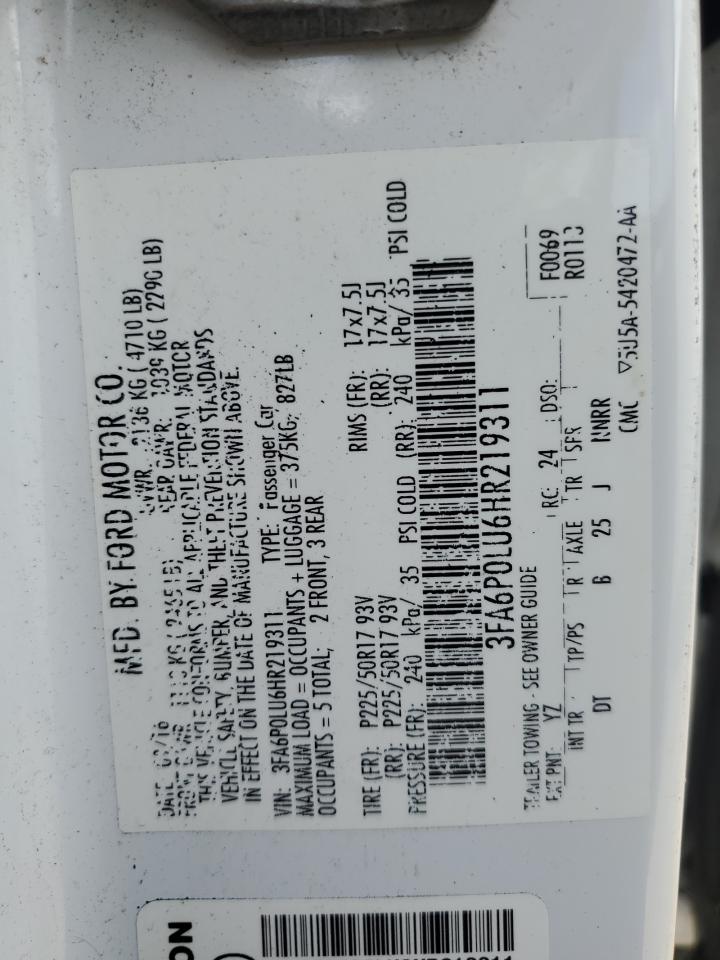 MFD. BY FORD MOTOR CO.
DATE: 09/16 GVWR: 2136 KG ( 4710 LB)
FRONT GAWR: KG ( LB) REAR GAWR: 1039 KG ( 2290 LB)
THIS VEHICLE CONFORMS TO ALL APPLICABLE FEDERAL MOTOR
VEHICLE SAFETY, BUMPER, AND THEFT PREVENTION STANDARDS
IN EFFECT ON THE DATE OF MANUFACTURE SHOWN ABOVE.
VIN: 3FA6P0LU6HR219311 TYPE: Passenger Car
MAXIMUM LOAD = OCCUPANTS + LUGGAGE = 375KG; 827LB
OCCUPANTS = 5 TOTAL; 2 FRONT, 3 REAR
TIRE (FR): P225/50R17 93V RIMS (FR): 17x7.5J
(RR): P225/50R17 93V (RR): 17x7.5J
PRESSURE (FR): 240 kPa/ 35 PSI COLD (RR): 240 kPa/ 35 PSI COLD
3FA6P0LU6HR219311
TRAILER TOWING - SEE OWNER GUIDE
F0069
EXT PNT: YZ RC: 24 DSO: R0113
INT TR TP/PS R AXLE TR SPR
DT B 25 J NNRR
CMC 5U5A-5420472-AA
ON